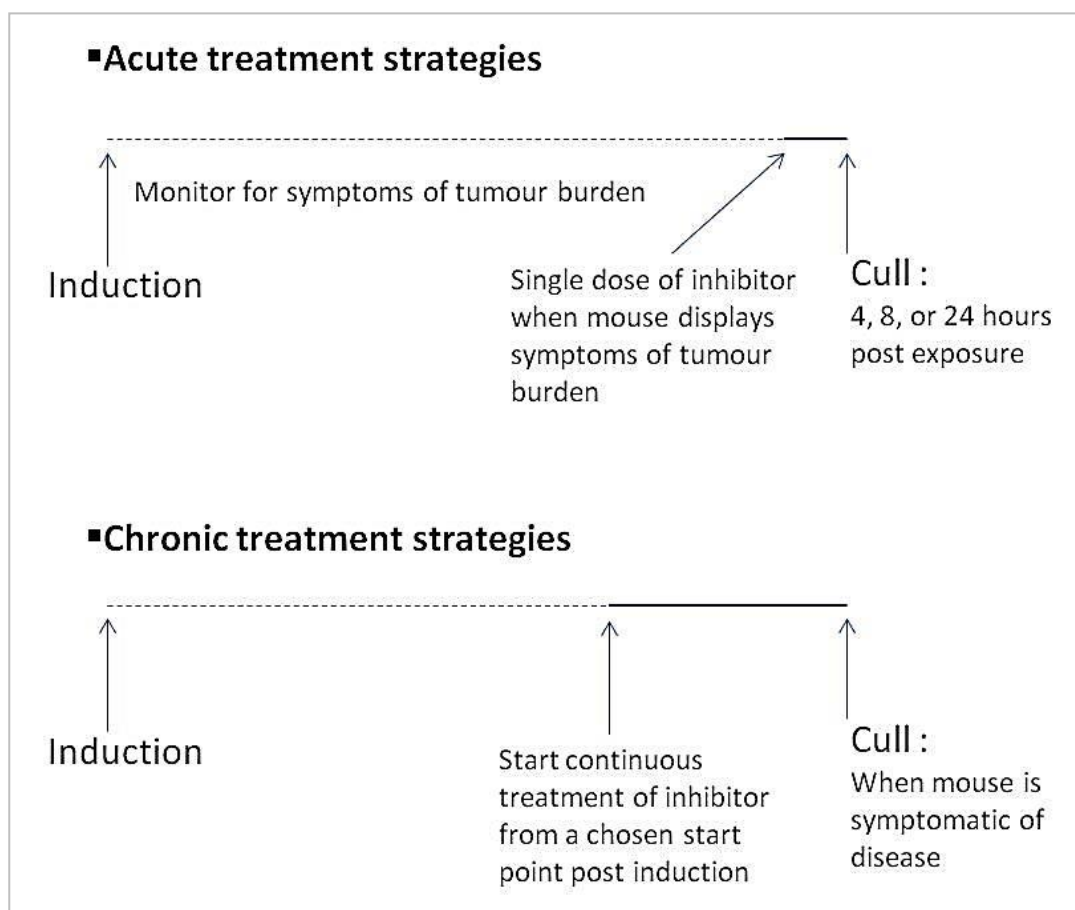 ▪Acute treatment strategies
Monitor for symptoms of tumour burden
Induction
Single dose of inhibitor
when mouse displays
symptoms of tumour
burden
Cull :
4, 8, or 24 hours
post exposure
▪Chronic treatment strategies
Induction
Start continuous
treatment of inhibitor
from a chosen start
point post induction
Cull :
When mouse is
symptomatic of
disease